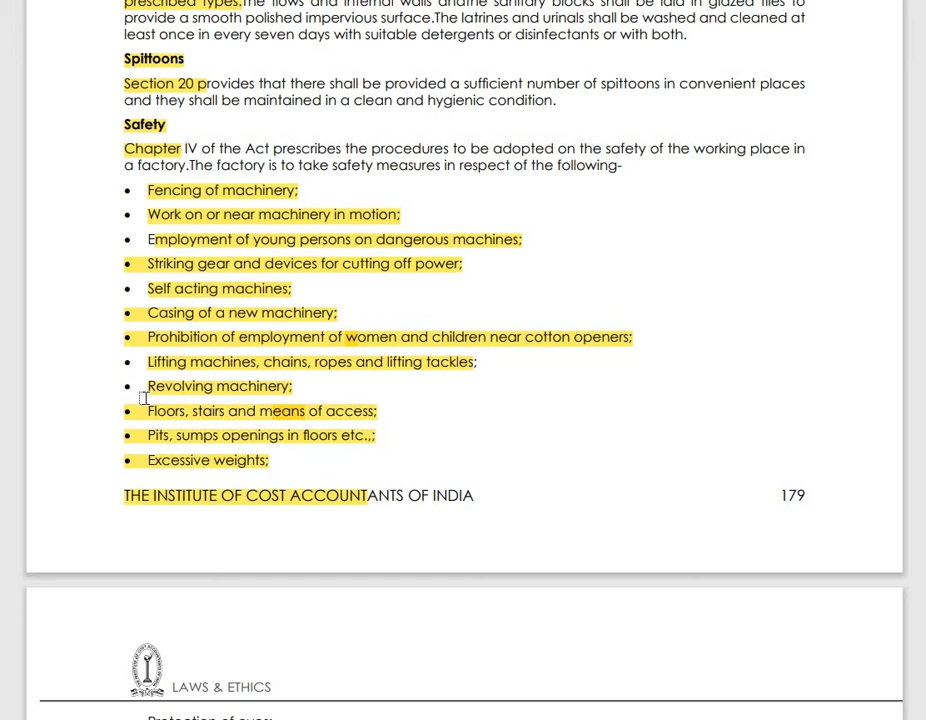 prescribed types.The flows and internal walls andthe sanitary blocks shall be laid in glazed tiles to
provide a smooth polished impervious surface.The latrines and urinals shall be washed and cleaned at
least once in every seven days with suitable detergents or disinfectants or with both.
Spittoons
Section 20 provides that there shall be provided a sufficient number of spittoons in convenient places
and they shall be maintained in a clean and hygienic condition.
Safety
Chapter IV of the Act prescribes the procedures to be adopted on the safety of the working place in
a factory.The factory is to take safety measures in respect of the following-
• Fencing of machinery;
• Work on or near machinery in motion;
• Employment of young persons on dangerous machines;
• Striking gear and devices for cutting off power;
• Self acting machines;
• Casing of a new machinery;
• Prohibition of employment of women and children near cotton openers;
• Lifting machines, chains, ropes and lifting tackles;
• Revolving machinery;
• Floors, stairs and means of access;
• Pits, sumps openings in floors etc.,;
• Excessive weights;
THE INSTITUTE OF COST ACCOUNTANTS OF INDIA 179
LAWS & ETHICS
Protection of eyes;